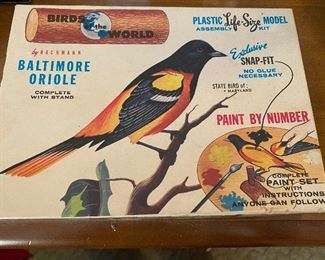 BIRDS
of the
WORLD
by BACHMANN
BALTIMORE
ORIOLE
COMPLETE
WITH STAND
PLASTIC Life-Size MODEL
ASSEMBLY KIT
Exclusive
SNAP-FIT
NO GLUE
NECESSARY
STATE BIRD of:
MARYLAND
PAINT BY NUMBER
COMPLETE
PAINT SET
WITH
INSTRUCTIONS
ANYONE CAN FOLLOW